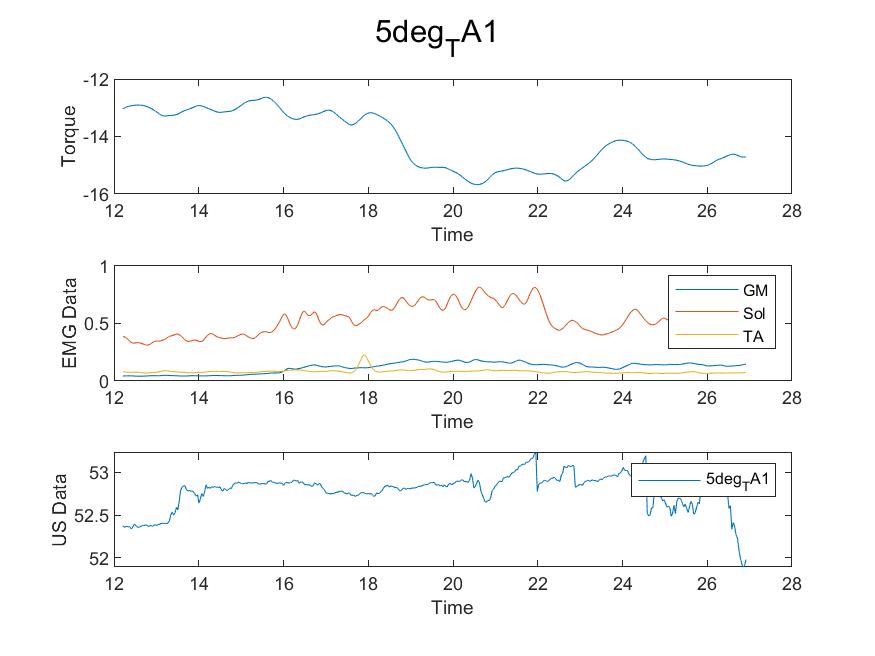 5degTA1
-12
-14
-16
Torque
12 14 16 18 20 22 24 26 28
Time
1
0.5
0
EMG Data
GM
Sol
TA
12 14 16 18 20 22 24 26 28
Time
53
52.5
52
US Data
5degTA1
12 14 16 18 20 22 24 26 28
Time